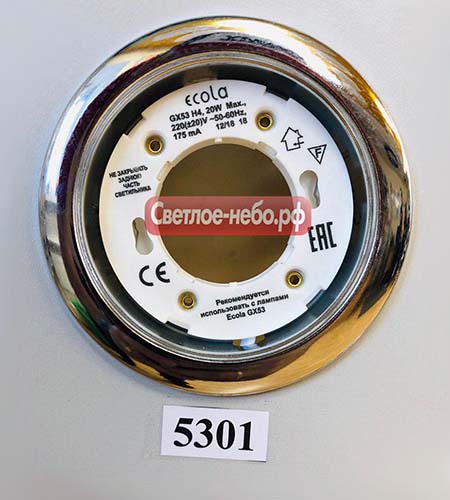 ecola
GX53 H4, 20W Max.,
220(±20)V ~50-60Hz,
175 mA 12/18 18
НЕ ЗАКРЫВАТЬ
ЗАДНЮЮ
ЧАСТЬ
СВЕТИЛЬНИКА
F
Светлое-небо.рф
EAC
CE
Рекомендуется
использовать с лампами
Ecola GX53
5301